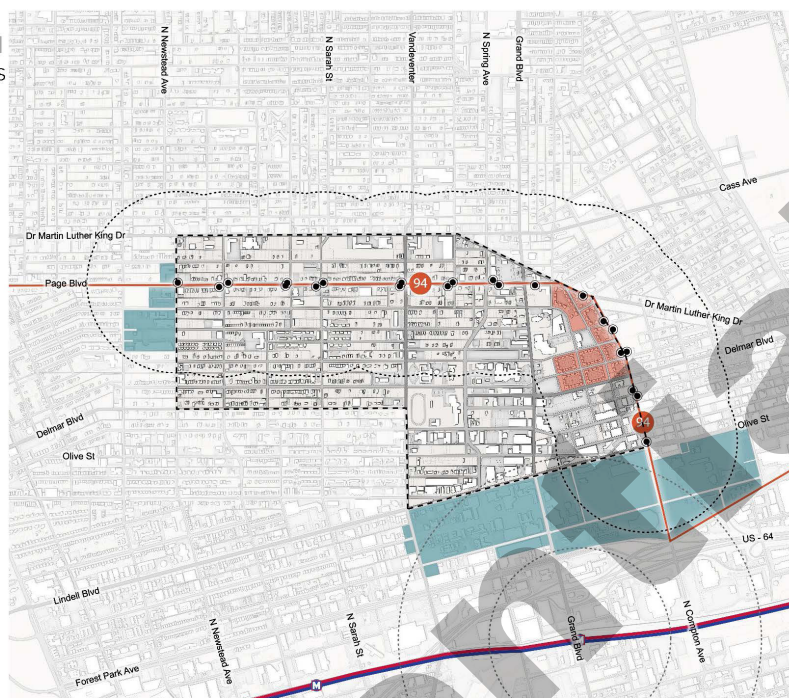 N Newstead Ave
N Sarah St
Vandeventer
N Spring Ave
Grand Blvd
Cass Ave
Dr Martin Luther King Dr
Page Blvd
94
Dr Martin Luther King Dr
Delmar Blvd
Delmar Blvd
94
Olive St
Olive St
US - 64
Lindell Blvd
N Newstead Ave
N Sarah St
Grand Blvd
N Compton Ave
Forest Park Ave
M